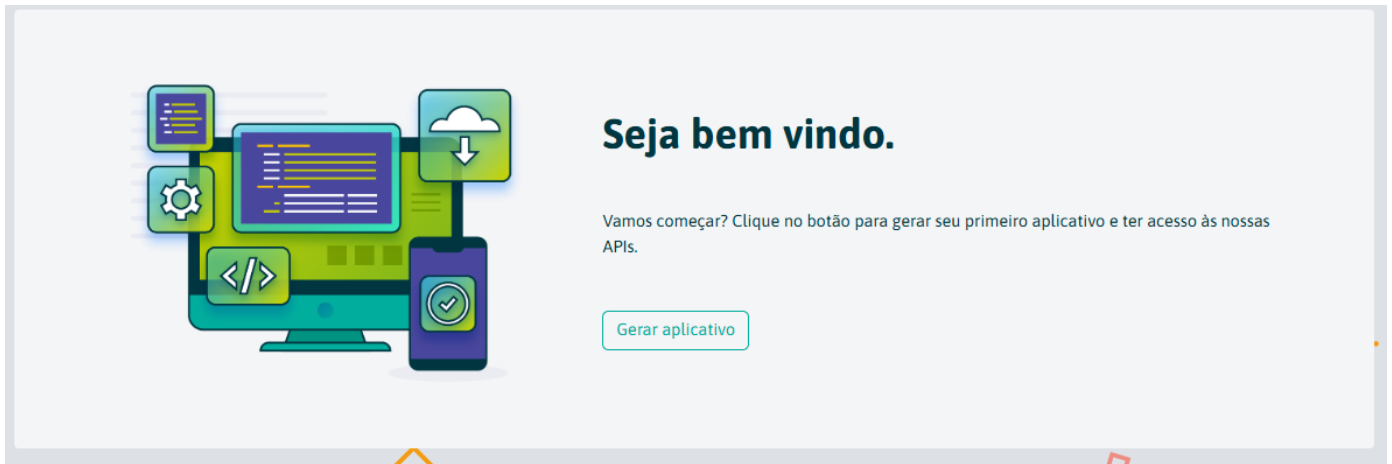 Seja bem vindo.
Vamos começar? Clique no botão para gerar seu primeiro aplicativo e ter acesso às nossas
APIs.
Gerar aplicativo
</>